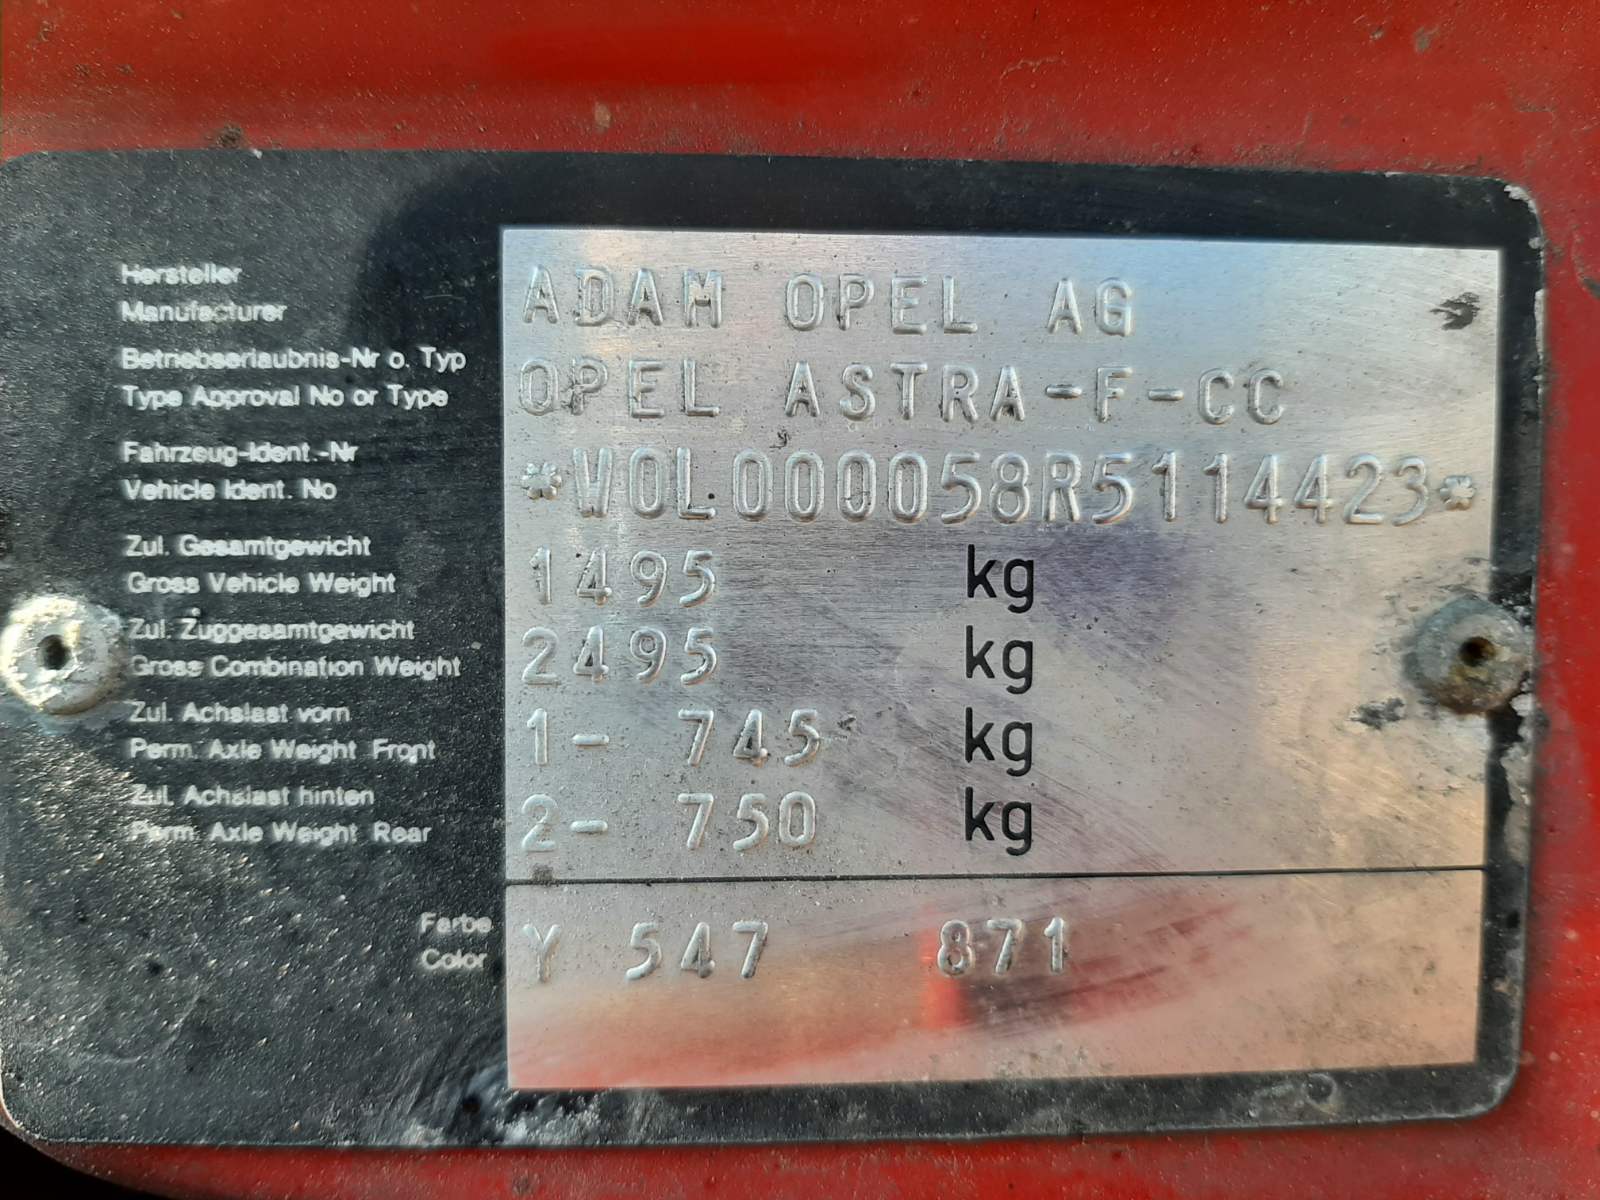 Hersteller
Manufacturer
ADAM OPEL AG
Betriebserlaubnis-Nr o. Typ
Type Approval No or Type
OPEL ASTRA-F-CC
Fahrzeug-Ident.-Nr
Vehicle Ident. No
*W0L000058R5114423*
Zul. Gesamtgewicht
Gross Vehicle Weight
1495 kg
Zul. Zuggesamtgewicht
Gross Combination Weight
2495 kg
Zul. Achslast vorn
Perm. Axle Weight Front
1- 745 kg
Zul. Achslast hinten
Perm. Axle Weight Rear
2- 750 kg
Farbe
Color
Y 547 871